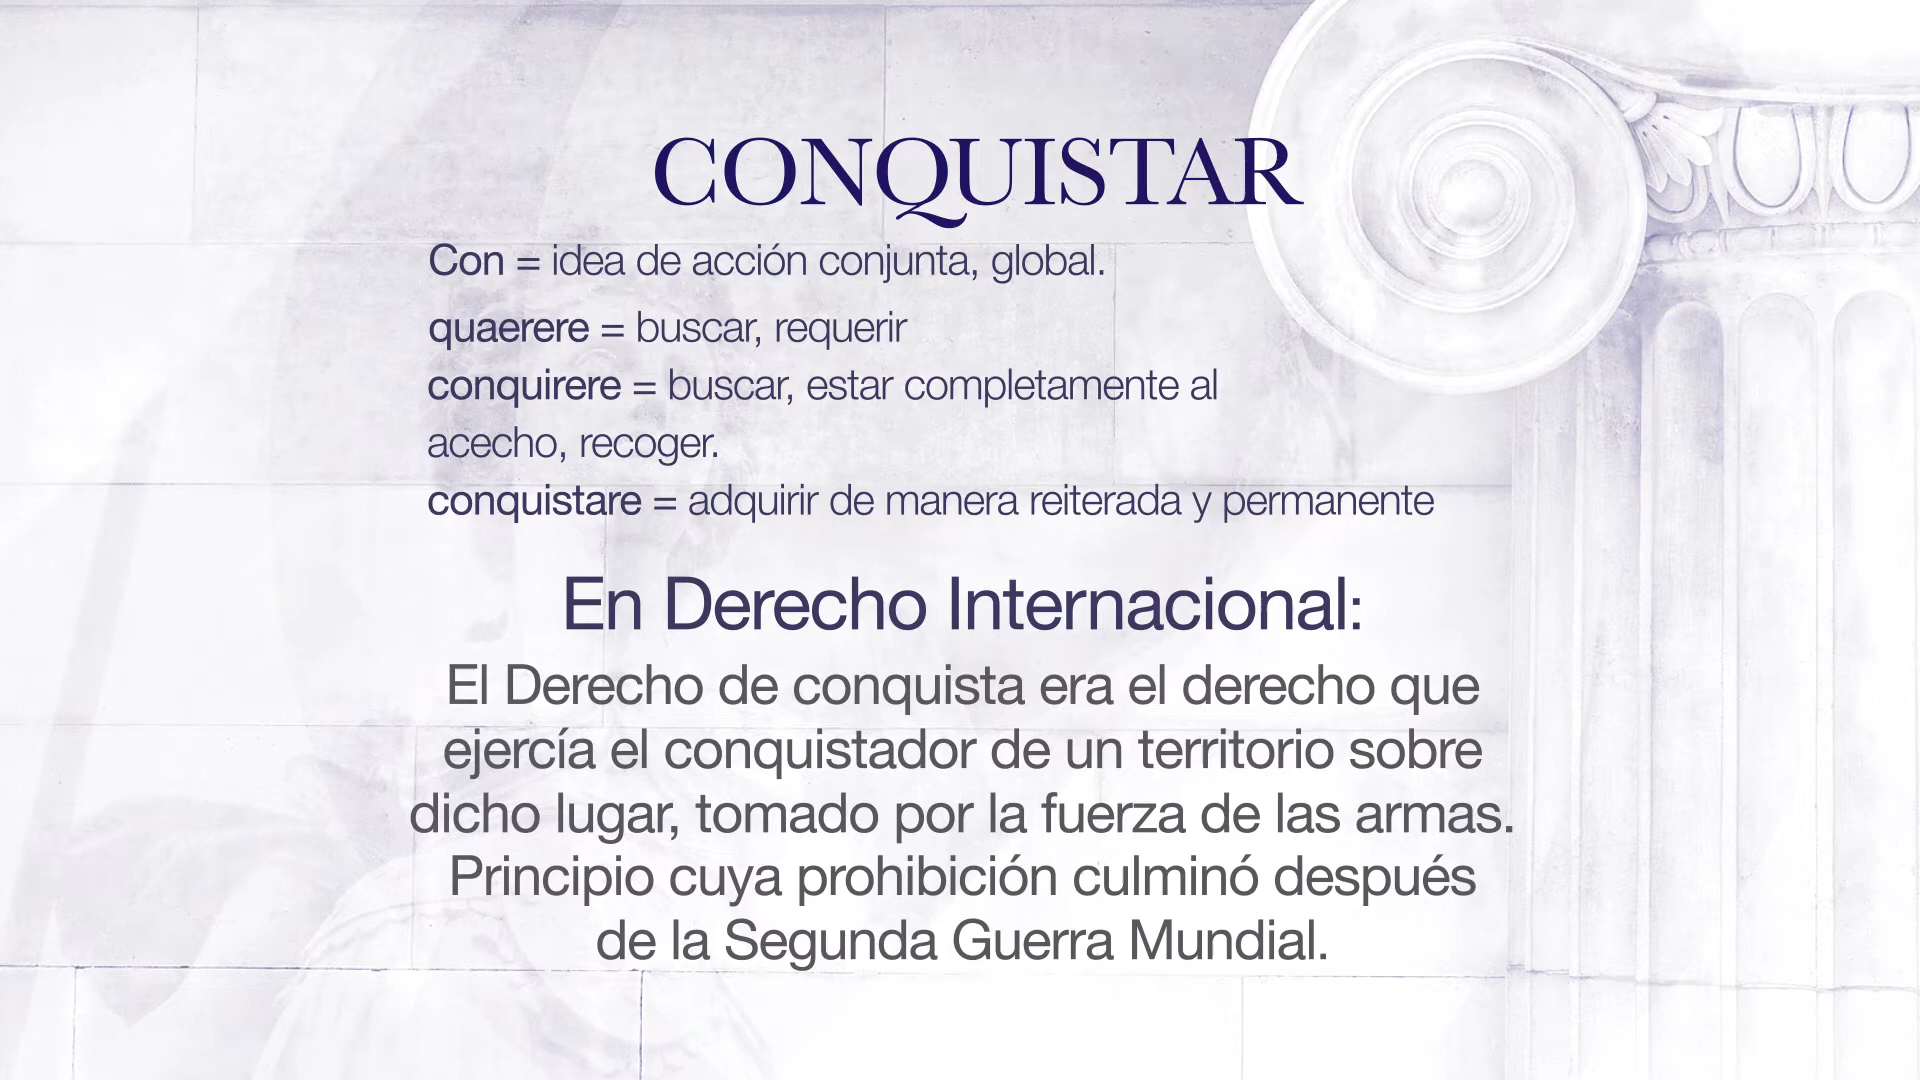 CONQUISTAR
Con = idea de acción conjunta, global.
quaerere = buscar, requerir
conquirere = buscar, estar completamente al
acecho, recoger.
conquistare = adquirir de manera reiterada y permanente
En Derecho Internacional:
El Derecho de conquista era el derecho que
ejercía el conquistador de un territorio sobre
dicho lugar, tomado por la fuerza de las armas.
Principio cuya prohibición culminó después
de la Segunda Guerra Mundial.